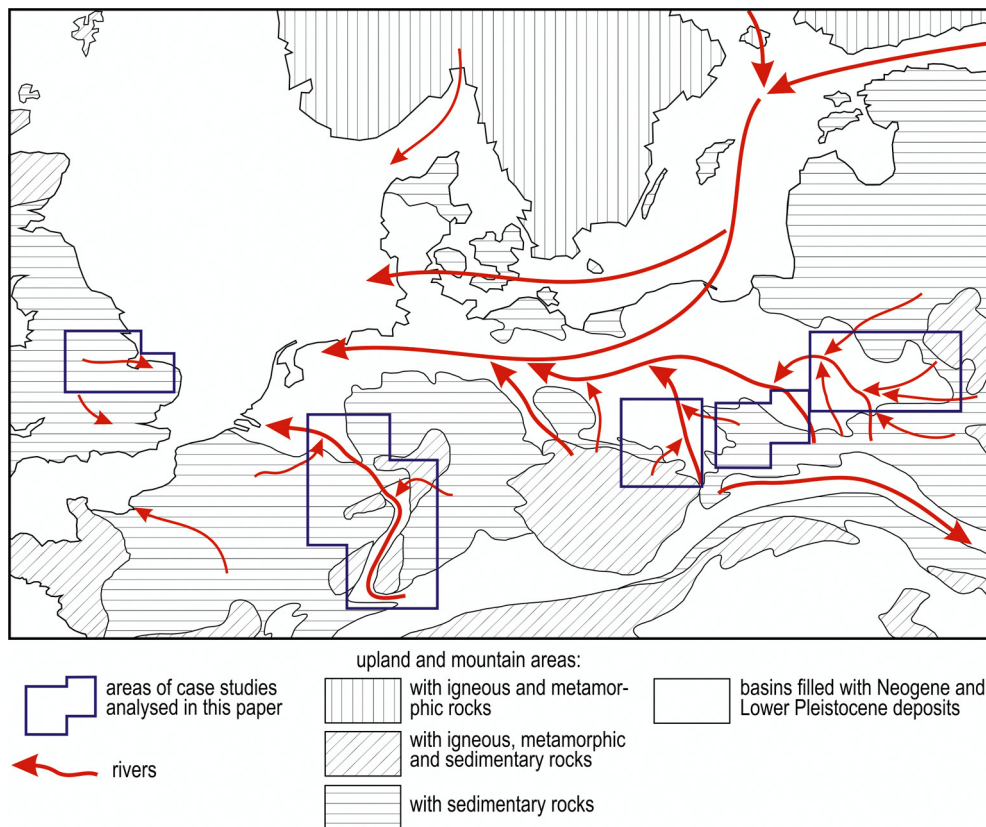 upland and mountain areas:
areas of case studies
analysed in this paper
rivers
with igneous and metamor-
phic rocks
with igneous, metamorphic
and sedimentary rocks
with sedimentary rocks
basins filled with Neogene and
Lower Pleistocene deposits